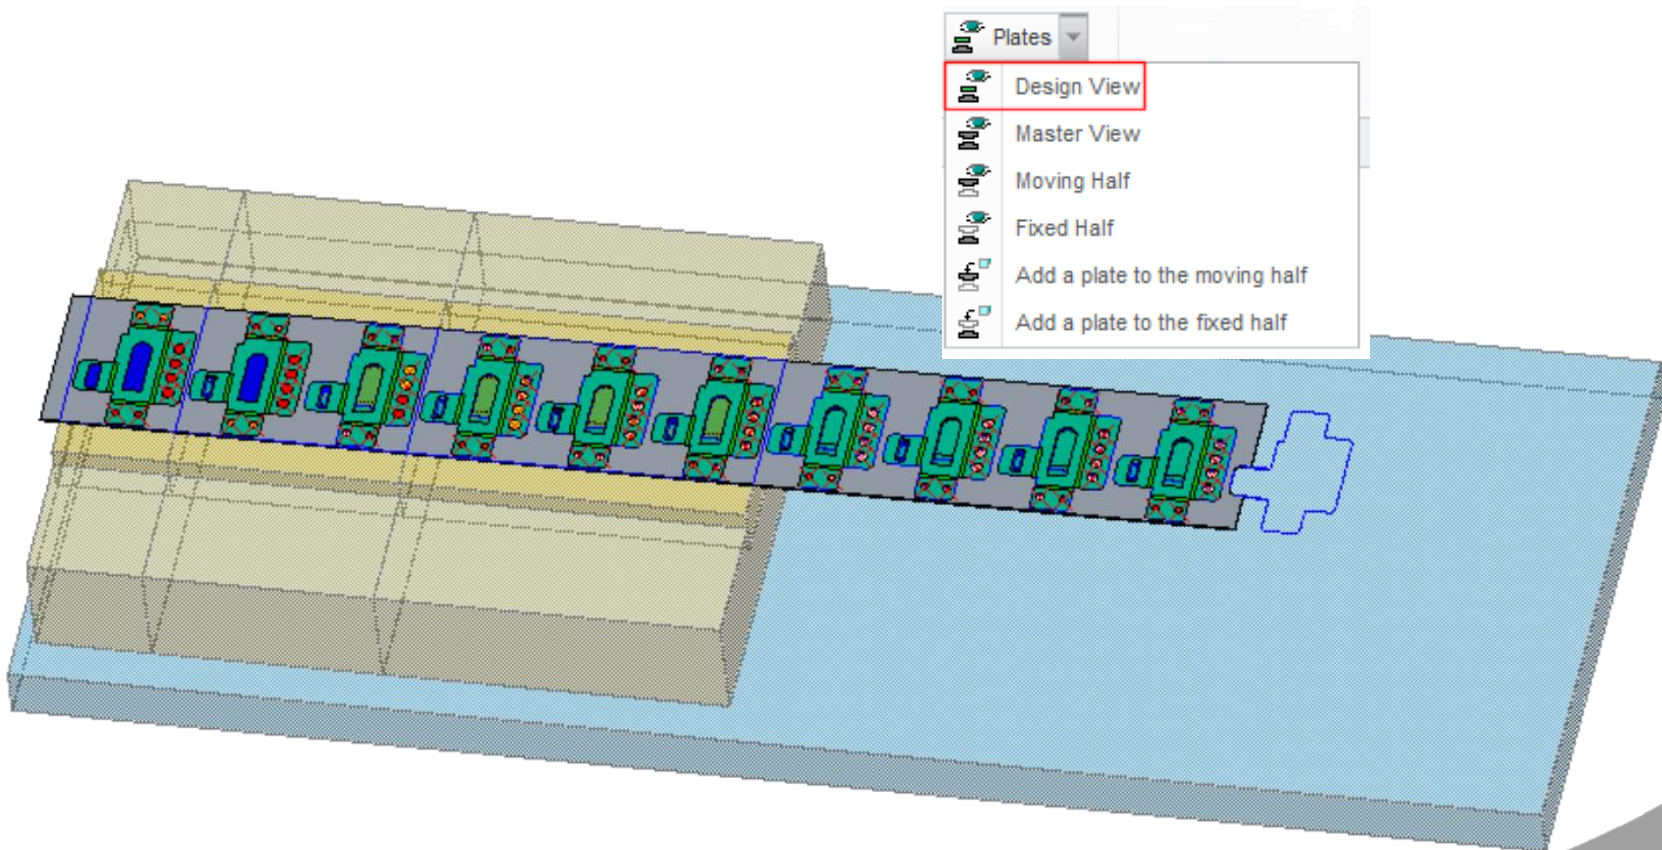 Plates
Design View
Master View
Moving Half
Fixed Half
Add a plate to the moving half
Add a plate to the fixed half